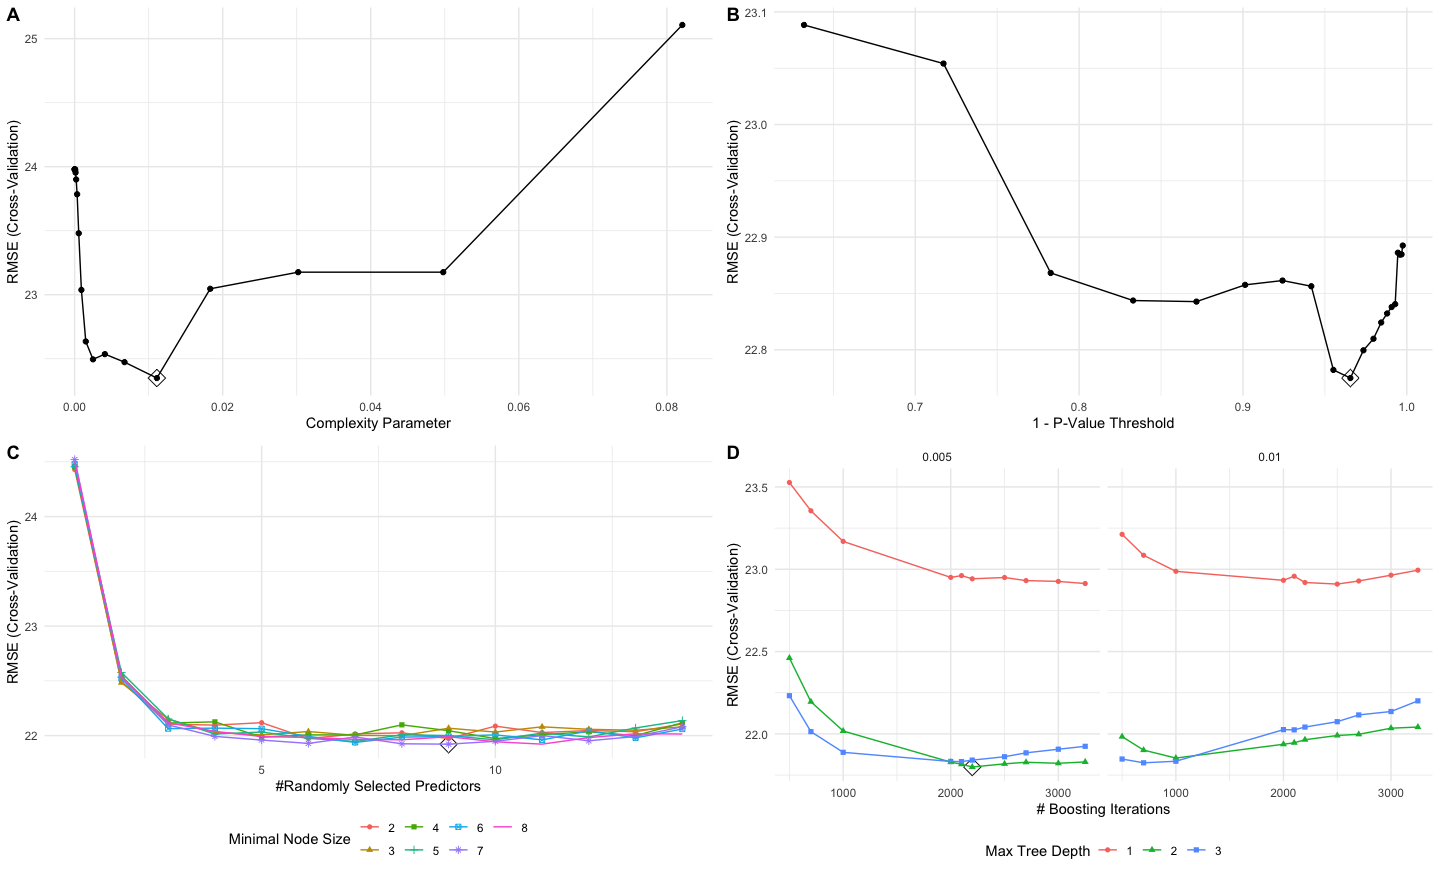 A
RMSE (Cross-Validation)
25
24
23
0.00 0.02 0.04 0.06 0.08
Complexity Parameter
B
RMSE (Cross-Validation)
23.1
23.0
22.9
22.8
0.7 0.8 0.9 1.0
1 - P-Value Threshold
C
RMSE (Cross-Validation)
24
23
22
5 10
#Randomly Selected Predictors
Minimal Node Size
2 4 6 8
3 5 7
D
0.005 0.01
RMSE (Cross-Validation)
23.5
23.0
22.5
22.0
1000 2000 3000 1000 2000 3000
# Boosting Iterations
Max Tree Depth 1 2 3